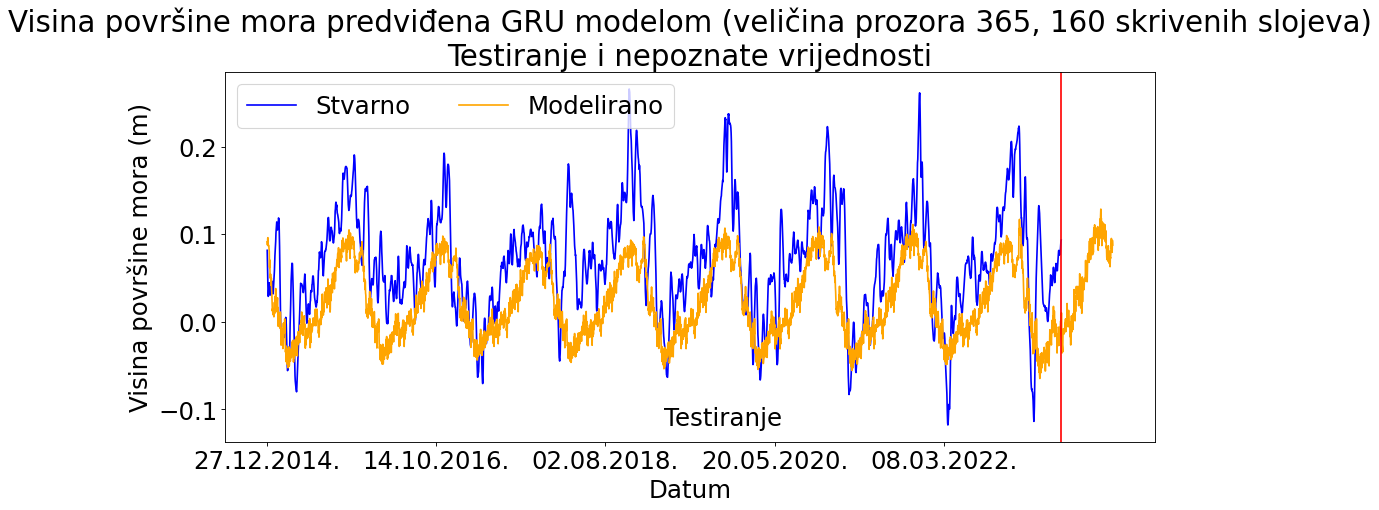 Visina površine mora predviđena GRU modelom (veličina prozora 365, 160 skrivenih slojeva)
Testiranje i nepoznate vrijednosti
Stvarno Modelirano
Visina površine mora (m)
0.2
0.1
0.0
−0.1
Testiranje
27.12.2014. 14.10.2016. 02.08.2018. 20.05.2020. 08.03.2022.
Datum